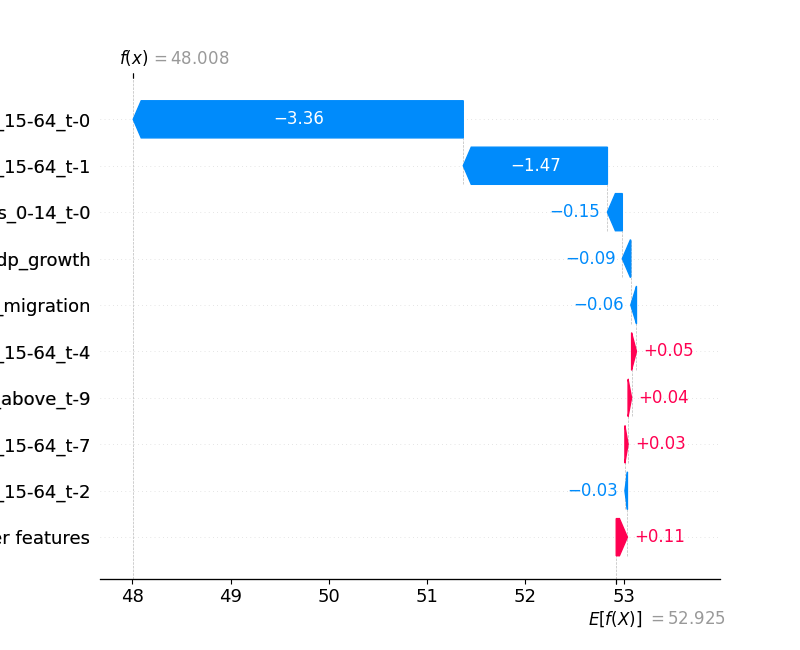 f(x) = 48.008
_15-64_t-0
−3.36
_15-64_t-1
−1.47
s_0-14_t-0
−0.15
dp_growth
−0.09
_migration
−0.06
_15-64_t-4
+0.05
_above_t-9
+0.04
_15-64_t-7
+0.03
_15-64_t-2
−0.03
er features
+0.11
48 49 50 51 52 53
E[f(X)] = 52.925